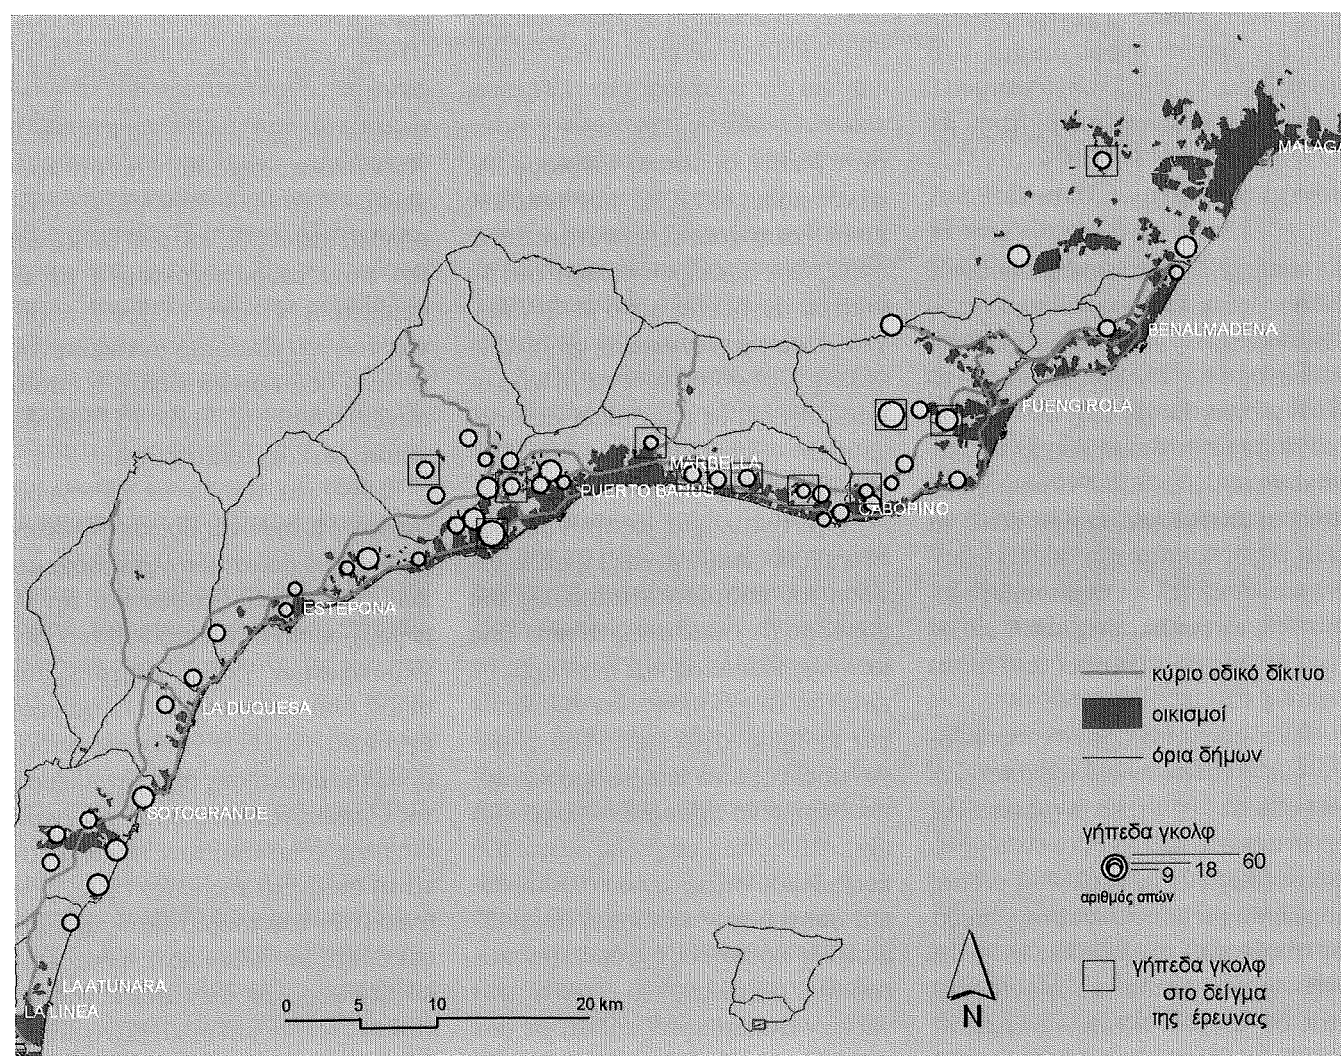 MALAGA
BENALMADENA
FUENGIROLA
MARBELLA
PUERTO BANUS
CABOPINO
ESTEPONA
LA DUQUESA
SOTOGRANDE
LA ATUNARA
LA LINEA
κύριο οδικό δίκτυο
οικισμοί
όρια δήμων
γήπεδα γκολφ
9 18 60
αριθμός οπών
γήπεδα γκολφ
στο δείγμα
της έρευνας
0 5 10 20 km
N